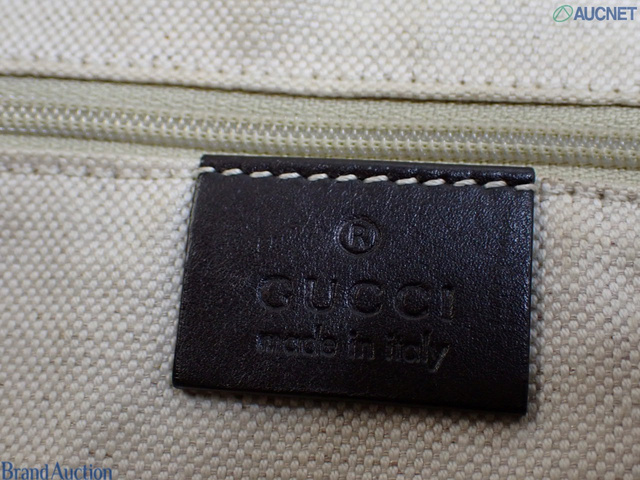 AUCNET
®
GUCCI
made in italy
Brand Auction